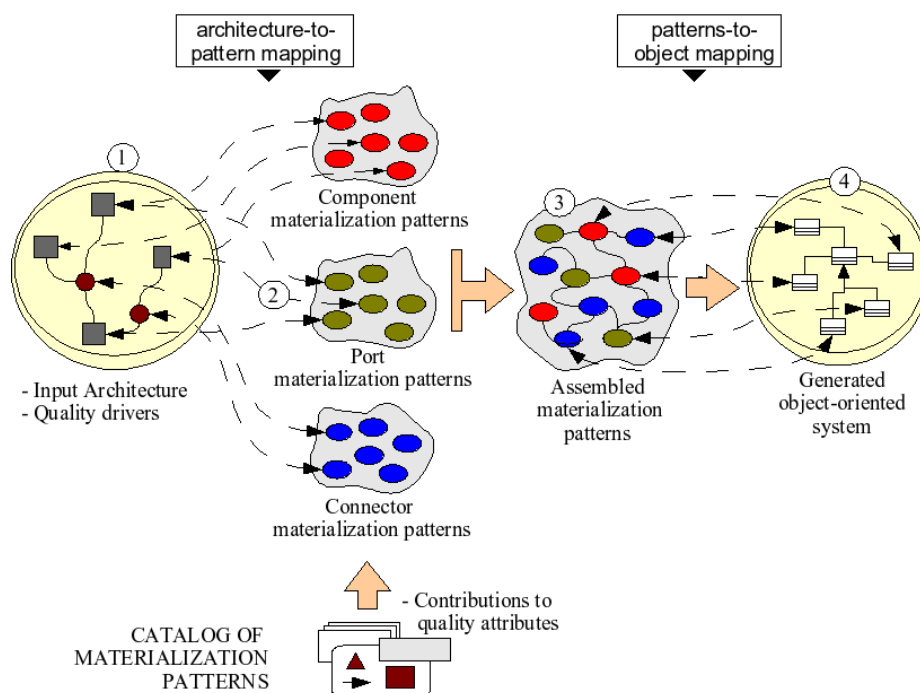 architecture-to-
pattern mapping
patterns-to-
object mapping
1
Component
materialization patterns
2
Port
materialization patterns
3
4
- Input Architecture
- Quality drivers
Assembled
materialization
patterns
Generated
object-oriented
system
Connector
materialization patterns
- Contributions to
quality attributes
CATALOG OF
MATERIALIZATION
PATTERNS